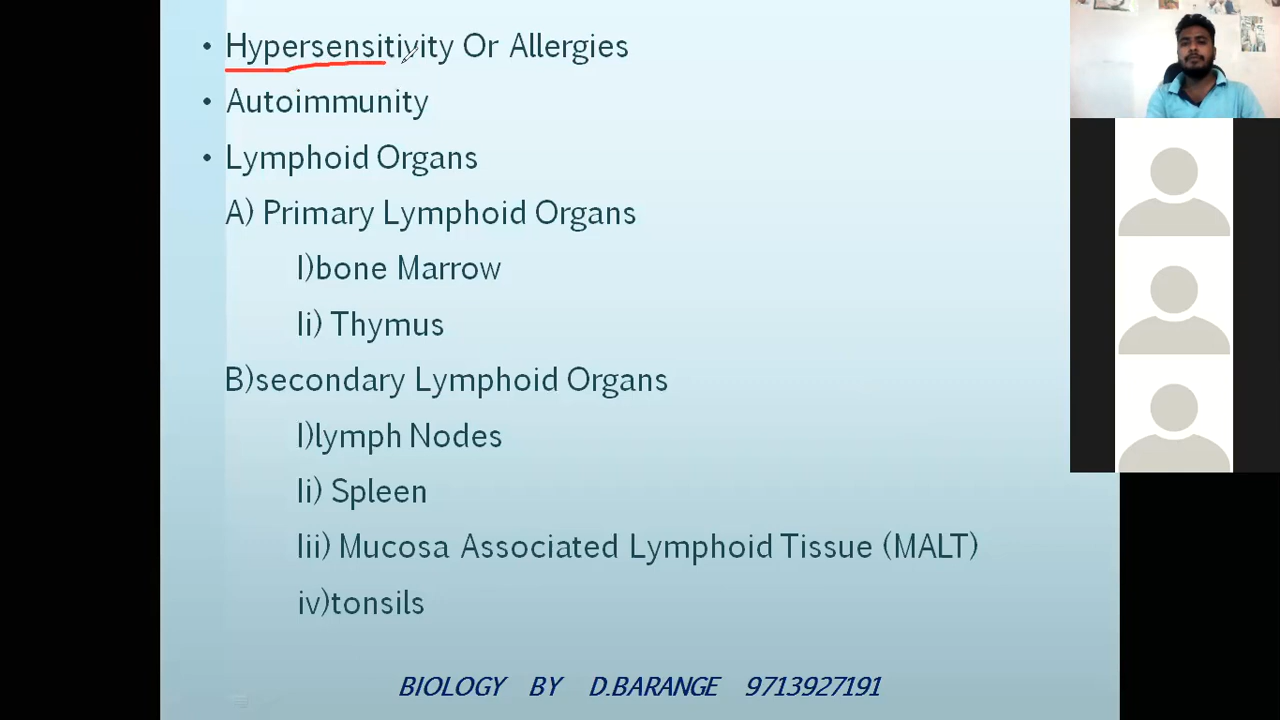 • Hypersensitivity Or Allergies
• Autoimmunity
• Lymphoid Organs
A) Primary Lymphoid Organs
I)bone Marrow
Ii) Thymus
B)secondary Lymphoid Organs
I)lymph Nodes
Ii) Spleen
Iii) Mucosa Associated Lymphoid Tissue (MALT)
iv)tonsils
BIOLOGY BY D.BARANGE 9713927191